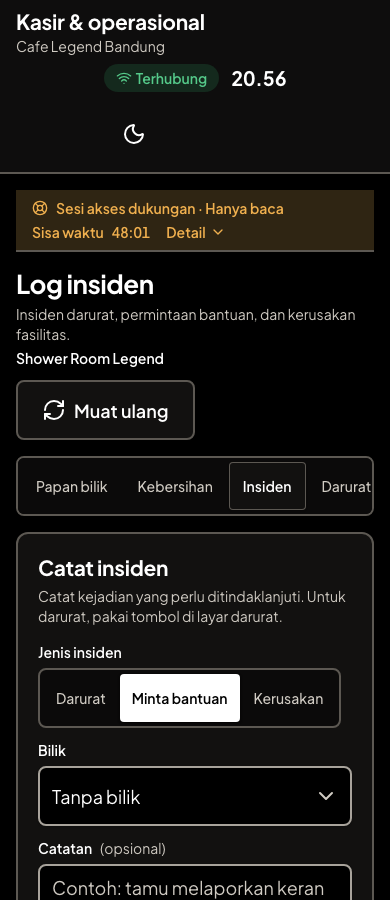 Kasir & operasional
Cafe Legend Bandung
Terhubung 20.56
Sesi akses dukungan · Hanya baca
Sisa waktu 48:01 Detail
Log insiden
Insiden darurat, permintaan bantuan, dan kerusakan
fasilitas.
Shower Room Legend
Muat ulang
Papan bilik Kebersihan Insiden Darurat
Catat insiden
Catat kejadian yang perlu ditindaklanjuti. Untuk
darurat, pakai tombol di layar darurat.
Jenis insiden
Darurat Minta bantuan Kerusakan
Bilik
Tanpa bilik
Catatan (opsional)
Contoh: tamu melaporkan keran